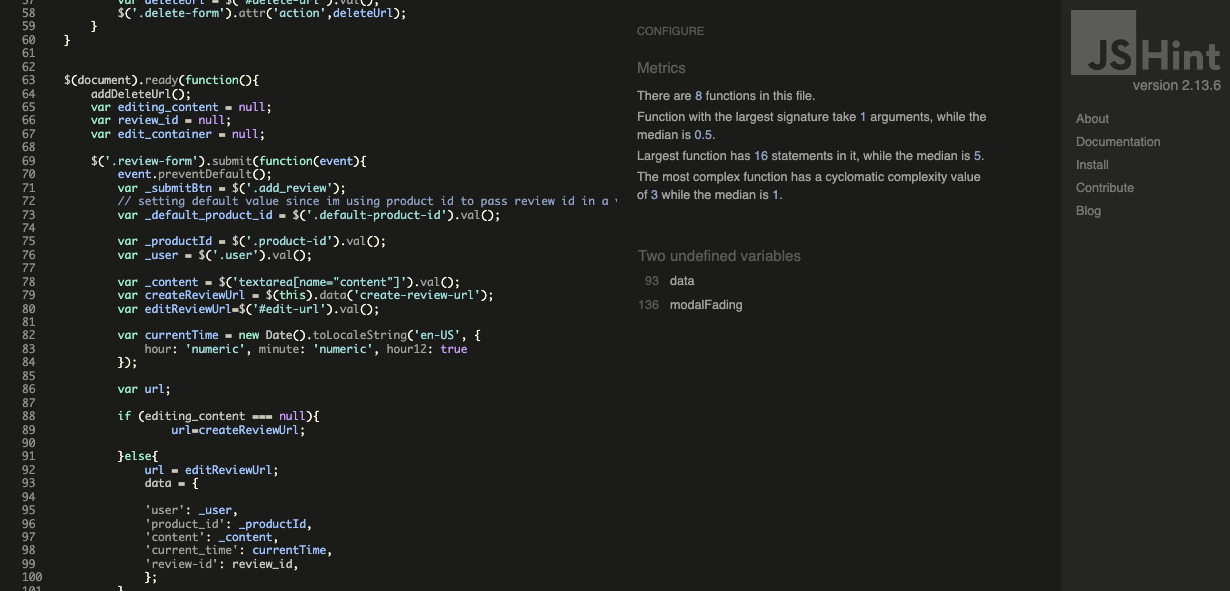 57 var deleteUrl = $('#delete-url').val();
58 $('.delete-form').attr('action',deleteUrl);
59 }
60 }
61
62
63 $(document).ready(function(){
64 addDeleteUrl();
65 var editing_content = null;
66 var review_id = null;
67 var edit_container = null;
68
69 $('.review-form').submit(function(event){
70 event.preventDefault();
71 var _submitBtn = $('.add_review');
72 // setting default value since im using product id to pass review id in a
73 var _default_product_id = $('.default-product-id').val();
74
75 var _productId = $('.product-id').val();
76 var _user = $('.user').val();
77
78 var _content = $('textarea[name="content"]').val();
79 var createReviewUrl = $(this).data('create-review-url');
80 var editReviewUrl=$('#edit-url').val();
81
82 var currentTime = new Date().toLocaleString('en-US', {
83 hour: 'numeric', minute: 'numeric', hour12: true
84 });
85
86 var url;
87
88 if (editing_content === null){
89 url=createReviewUrl;
90
91 }else{
92 url = editReviewUrl;
93 data = {
94
95 'user': _user,
96 'product_id': _productId,
97 'content': _content,
98 'current_time': currentTime,
99 'review-id': review_id,
100 };
101 }
CONFIGURE
Metrics
There are 8 functions in this file.
Function with the largest signature take 1 arguments, while the
median is 0.5.
Largest function has 16 statements in it, while the median is 5.
The most complex function has a cyclomatic complexity value
of 3 while the median is 1.
Two undefined variables
93 data
136 modalFading
JSHint
version 2.13.6
About
Documentation
Install
Contribute
Blog